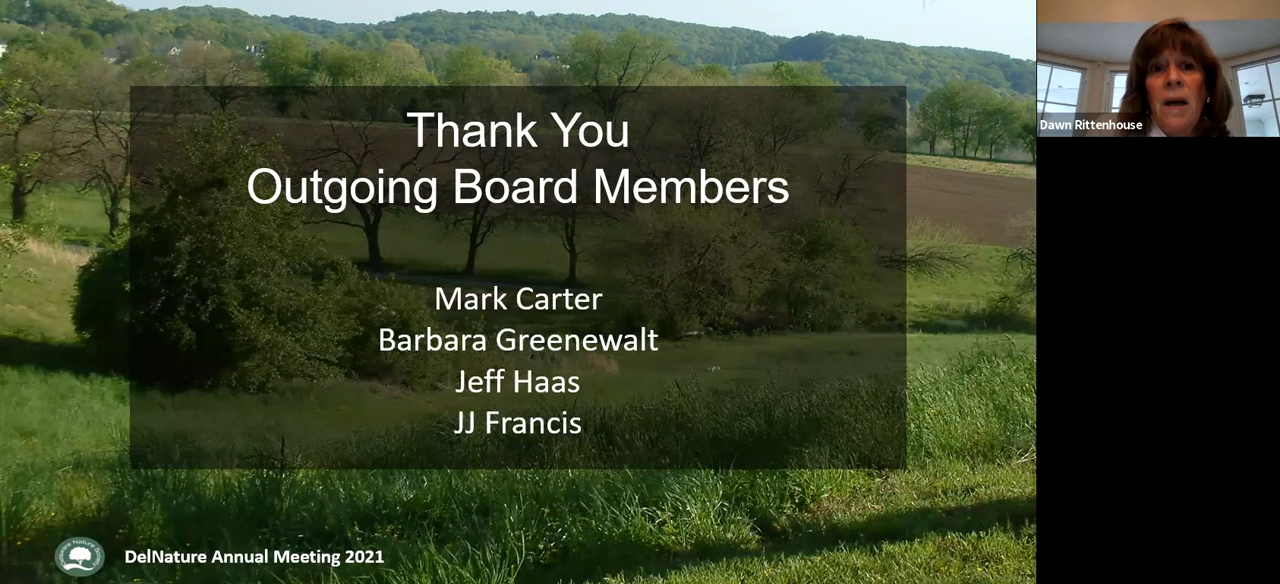 Thank You
Outgoing Board Members
Mark Carter
Barbara Greenewalt
Jeff Haas
JJ Francis
DelNature Annual Meeting 2021
Dawn Rittenhouse